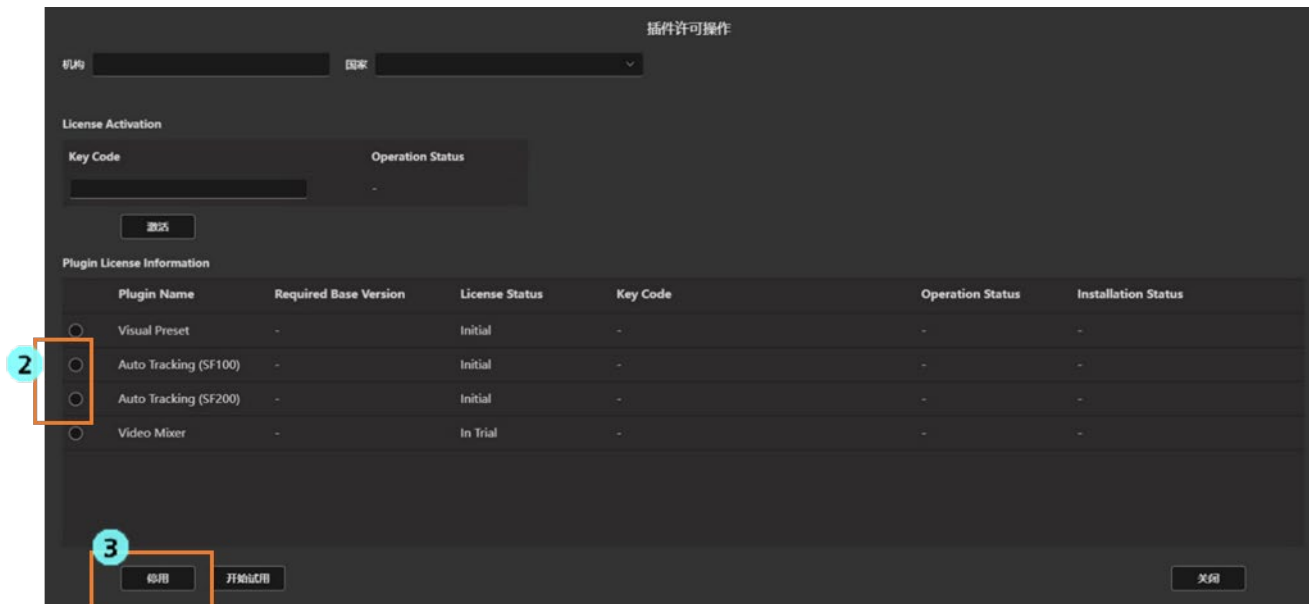 插件许可操作
机构 国家
License Activation
Key Code Operation Status
-
激活
Plugin License Information
Plugin Name Required Base Version License Status Key Code Operation Status Installation Status
Visual Preset - Initial - - -
2 Auto Tracking (SF100) - Initial - - -
Auto Tracking (SF200) - Initial - - -
Video Mixer - In Trial - - -
3
停用 开始试用 关闭